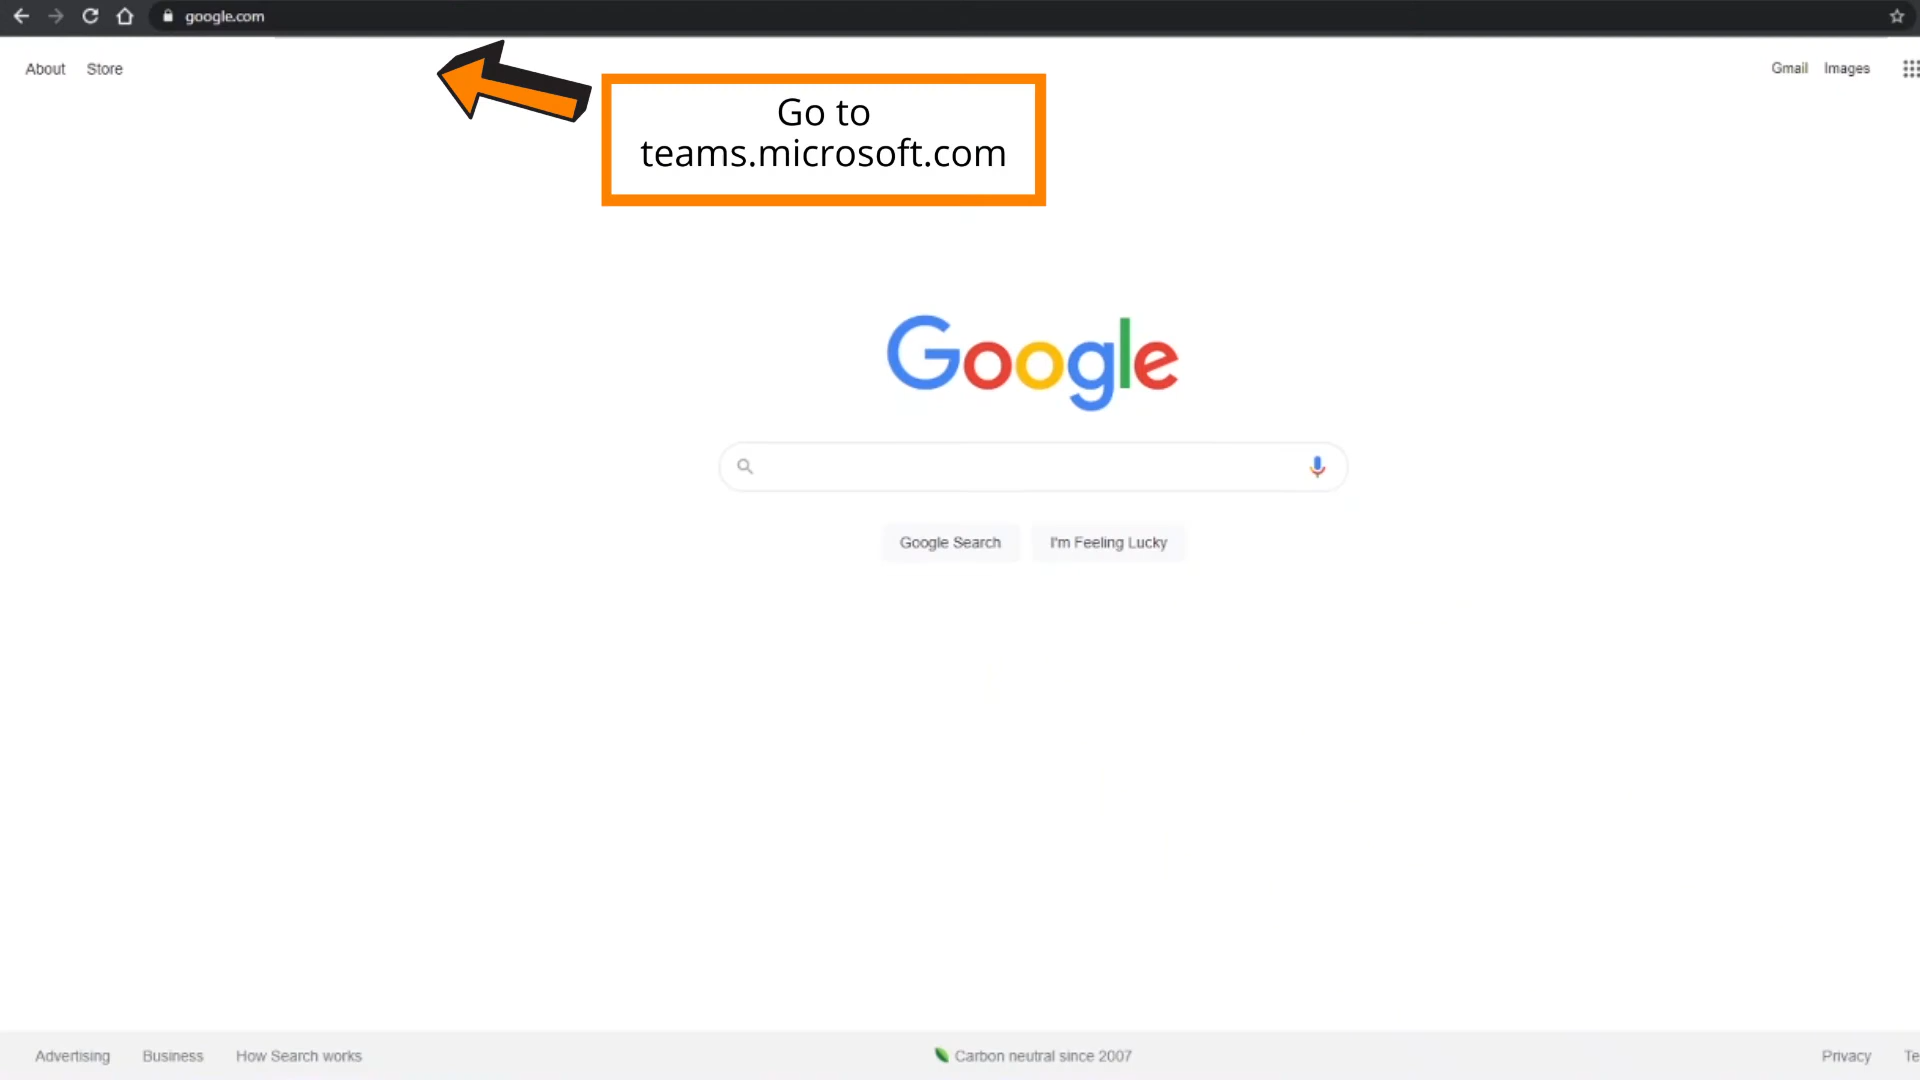 google.com
About Store
Gmail Images
Go to
teams.microsoft.com
Google
Google Search I'm Feeling Lucky
Advertising Business How Search works
Carbon neutral since 2007
Privacy